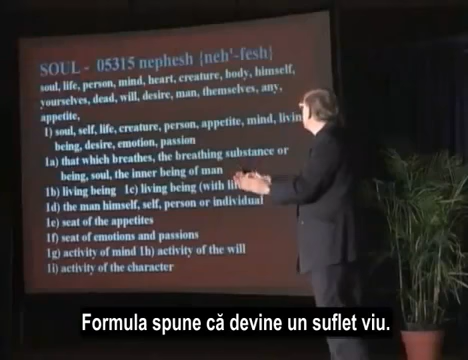 SOUL - 05315 nephesh {neh'-fesh}
soul, life, person, mind, heart, creature, body, himself,
yourselves, dead, will, desire, man, themselves, any,
appetite,
1) soul, self, life, creature, person, appetite, mind, livin
being, desire, emotion, passion
1a) that which breathes, the breathing substance or
being, soul, the inner being of man
1b) living being 1c) living being (with li
1d) the man himself, self, person or individual
1e) seat of the appetites
1f) seat of emotions and passions
1g) activity of mind 1h) activity of the will
1i) activity of the character
Formula spune că devine un suflet viu.